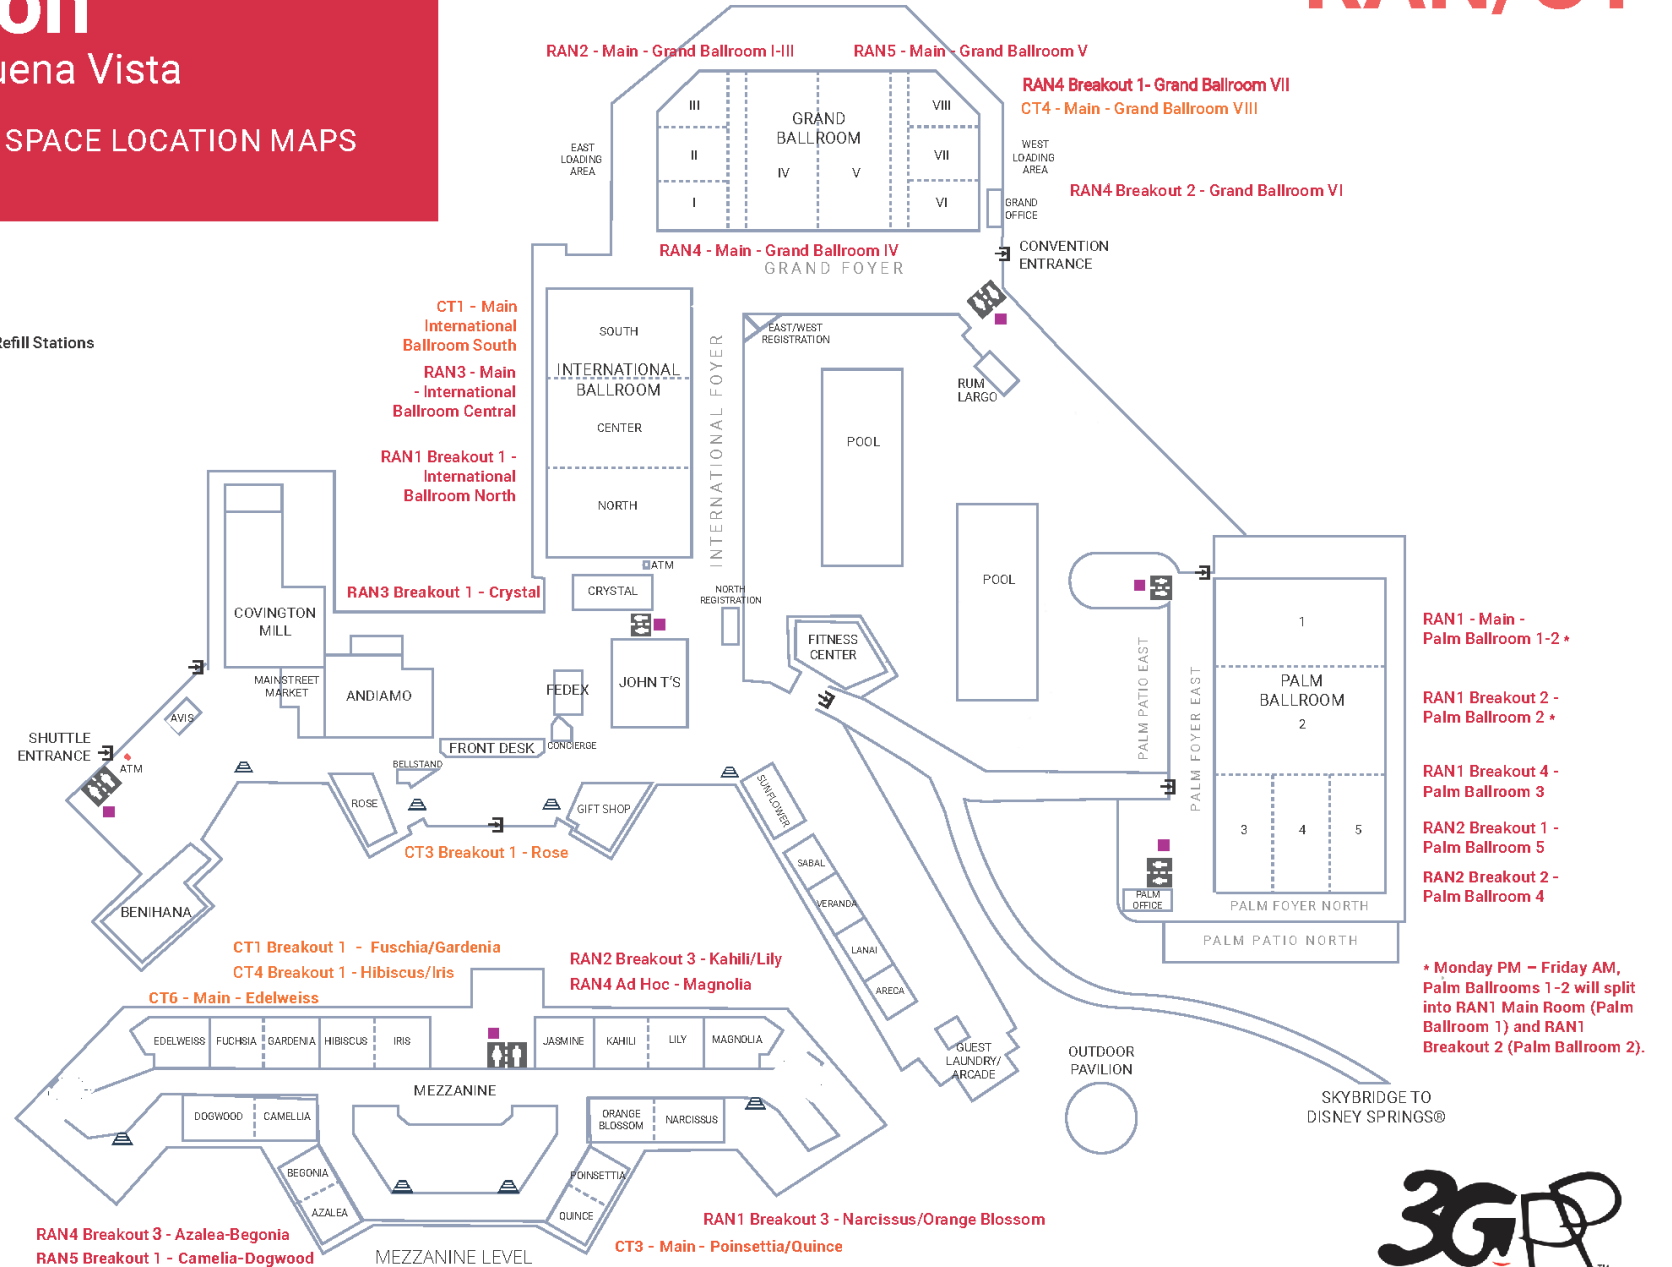 on
uena Vista
SPACE LOCATION MAPS
RAN2 - Main - Grand Ballroom I-III
RAN5 - Main - Grand Ballroom V
RAN4 Breakout 1- Grand Ballroom VII
CT4 - Main - Grand Ballroom VIII
III
GRAND
BALLROOM
VIII
EAST
LOADING
AREA
II
IV
V
VII
WEST
LOADING
AREA
RAN4 Breakout 2 - Grand Ballroom VI
I
VI
GRAND
OFFICE
RAN4 - Main - Grand Ballroom IV
GRAND FOYER
CONVENTION
ENTRANCE
efill Stations
CT1 - Main
International
Ballroom South
RAN3 - Main
- International
Ballroom Central
RAN1 Breakout 1 -
International
Ballroom North
SOUTH
INTERNATIONAL
BALLROOM
CENTER
NORTH
INTERNATIONAL FOYER
EAST/WEST
REGISTRATION
RUM
LARGO
POOL
POOL
ATM
RAN3 Breakout 1 - Crystal
CRYSTAL
NORTH
REGISTRATION
COVINGTON
MILL
FITNESS
CENTER
MAINSTREET
MARKET
ANDIAMO
FEDEX
JOHN T'S
AVIS
SHUTTLE
ENTRANCE
ATM
FRONT DESK
CONCIERGE
BELLSTAND
ROSE
GIFT SHOP
CT3 Breakout 1 - Rose
BENIHANA
SUNFLOWER
SABAL
VERANDA
LANAI
ARECA
GUEST
LAUNDRY/
ARCADE
PALM PATIO EAST
PALM FOYER EAST
1
PALM
BALLROOM
2
3
4
5
PALM
OFFICE
PALM FOYER NORTH
PALM PATIO NORTH
RAN1 - Main -
Palm Ballroom 1-2 *
RAN1 Breakout 2 -
Palm Ballroom 2 *
RAN1 Breakout 4 -
Palm Ballroom 3
RAN2 Breakout 1 -
Palm Ballroom 5
RAN2 Breakout 2 -
Palm Ballroom 4
* Monday PM – Friday AM,
Palm Ballrooms 1-2 will split
into RAN1 Main Room (Palm
Ballroom 1) and RAN1
Breakout 2 (Palm Ballroom 2).
OUTDOOR
PAVILION
SKYBRIDGE TO
DISNEY SPRINGS®
CT1 Breakout 1 - Fuschia/Gardenia
CT4 Breakout 1 - Hibiscus/Iris
CT6 - Main - Edelweiss
RAN2 Breakout 3 - Kahili/Lily
RAN4 Ad Hoc - Magnolia
EDELWEISS
FUCHSIA
GARDENIA
HIBISCUS
IRIS
JASMINE
KAHILI
LILY
MAGNOLIA
MEZZANINE
DOGWOOD
CAMELLIA
ORANGE
BLOSSOM
NARCISSUS
BEGONIA
AZALEA
POINSETTIA
QUINCE
RAN4 Breakout 3 - Azalea-Begonia
RAN5 Breakout 1 - Camelia-Dogwood
MEZZANINE LEVEL
RAN1 Breakout 3 - Narcissus/Orange Blossom
CT3 - Main - Poinsettia/Quince
3GPP
TM